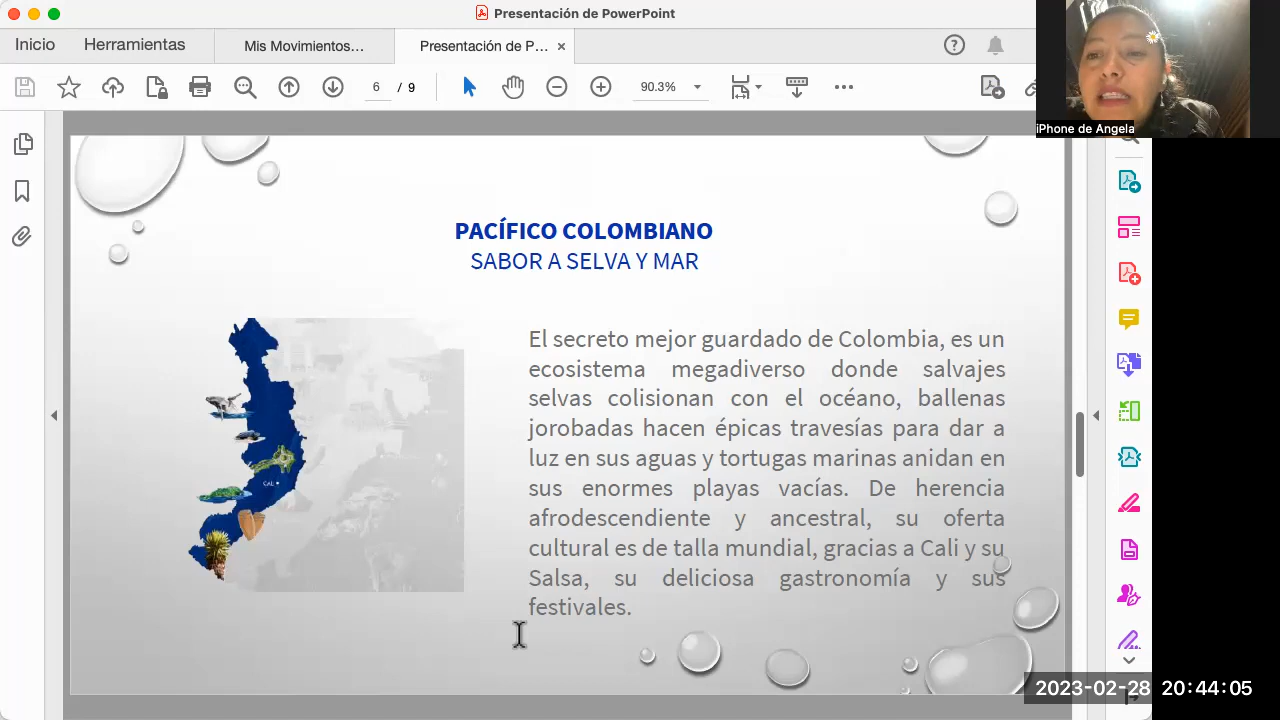 Presentación de PowerPoint
Inicio
Herramientas
Mis Movimientos...
Presentación de P... ×
6 / 9
90.3%
iPhone de Angela
PACÍFICO COLOMBIANO
SABOR A SELVA Y MAR
CALI
El secreto mejor guardado de Colombia, es un
ecosistema megadiverso donde salvajes
selvas colisionan con el océano, ballenas
jorobadas hacen épicas travesías para dar a
luz en sus aguas y tortugas marinas anidan en
sus enormes playas vacías. De herencia
afrodescendiente y ancestral, su oferta
cultural es de talla mundial, gracias a Cali y su
Salsa, su deliciosa gastronomía y sus
festivales.
2023-02-28 20:44:05